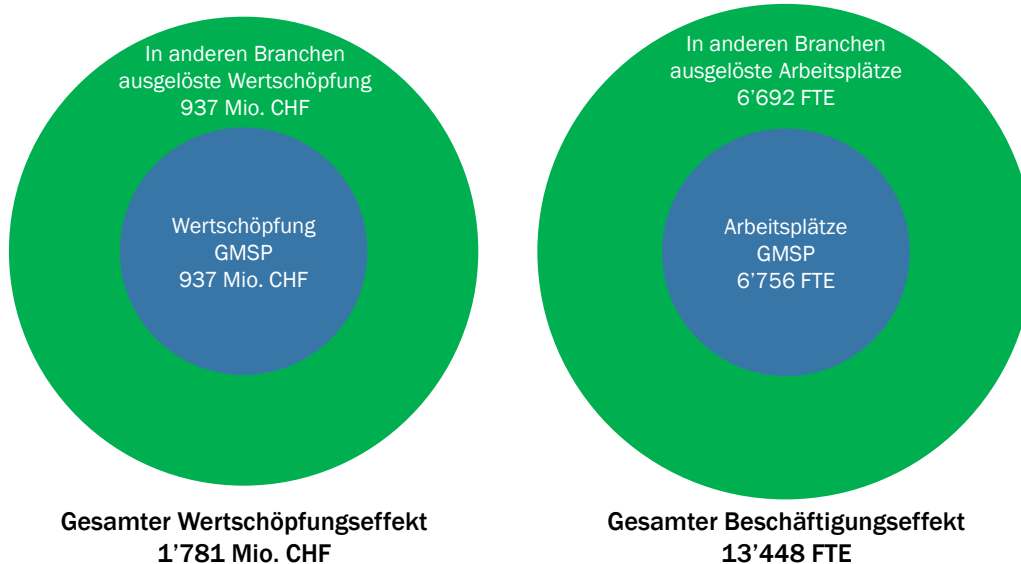 In anderen Branchen
ausgelöste Wertschöpfung
937 Mio. CHF
Wertschöpfung
GMSP
937 Mio. CHF
Gesamter Wertschöpfungseffekt
1’781 Mio. CHF
In anderen Branchen
ausgelöste Arbeitsplätze
6’692 FTE
Arbeitsplätze
GMSP
6’756 FTE
Gesamter Beschäftigungseffekt
13’448 FTE